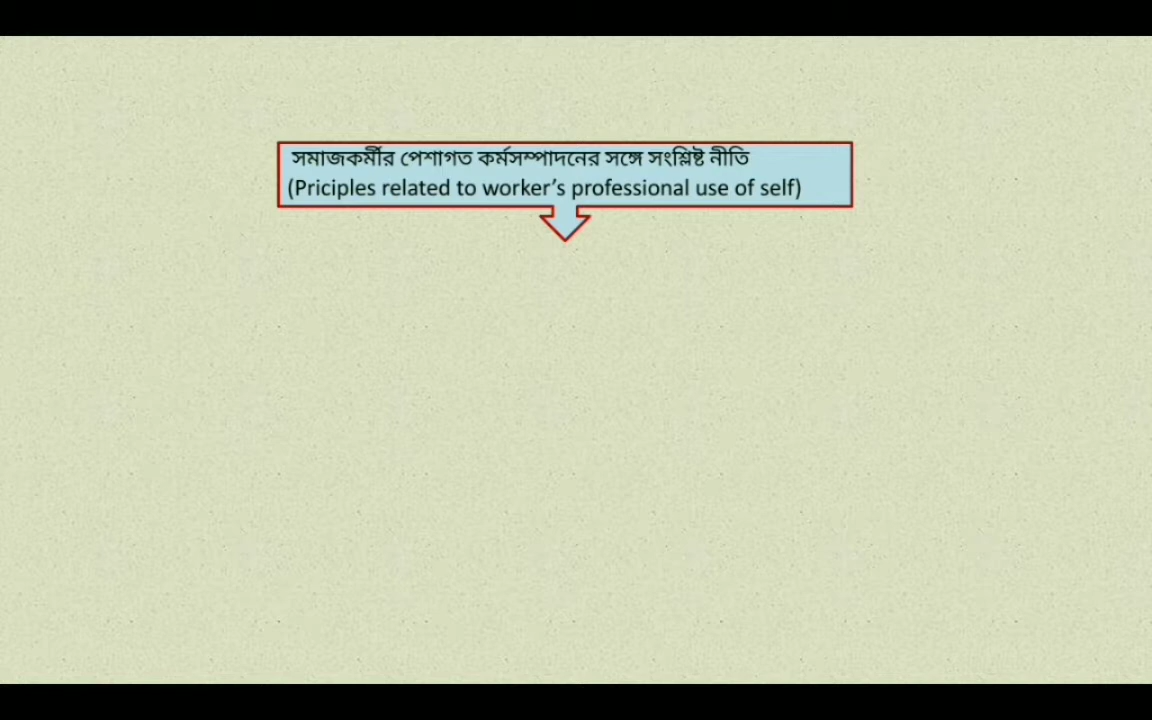 সমাজকর্মীর পেশাগত কর্মসম্পাদনের সঙ্গে সংশ্লিষ্ট নীতি
(Priciples related to worker’s professional use of self)